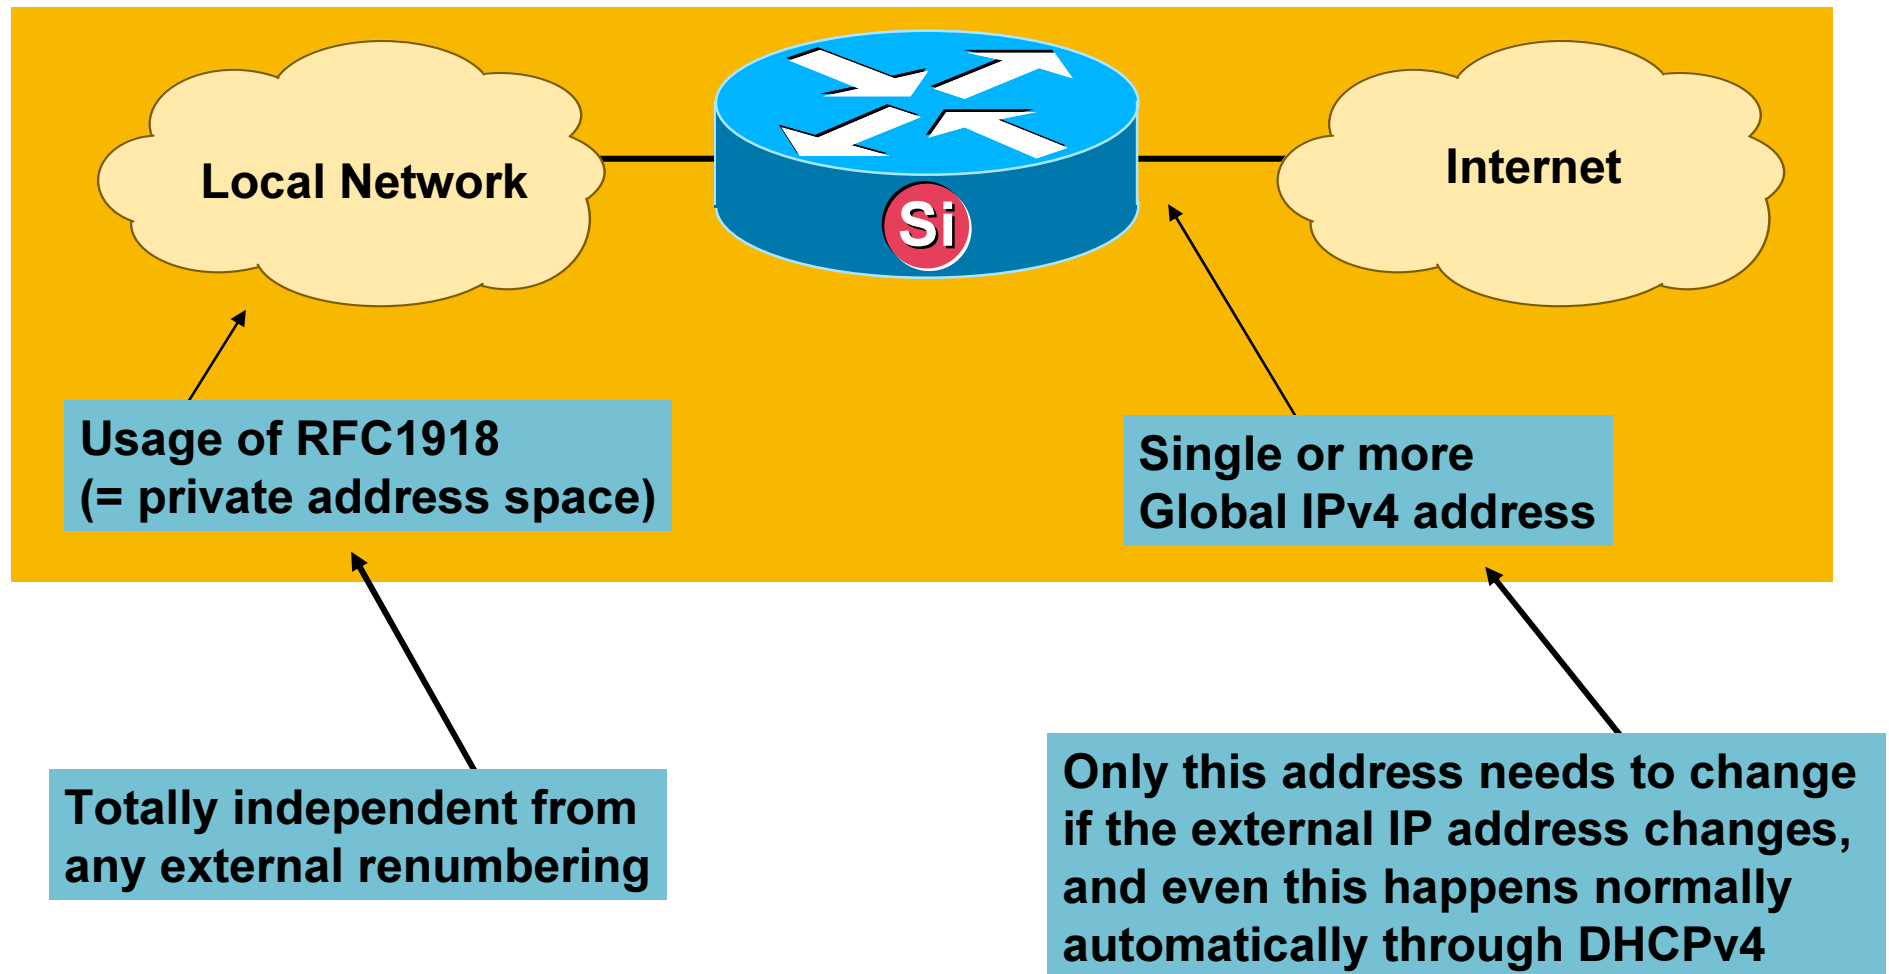 Local Network
Si
Internet
Usage of RFC1918
(= private address space)
Single or more
Global IPv4 address
Totally independent from
any external renumbering
Only this address needs to change
if the external IP address changes,
and even this happens normally
automatically through DHCPv4